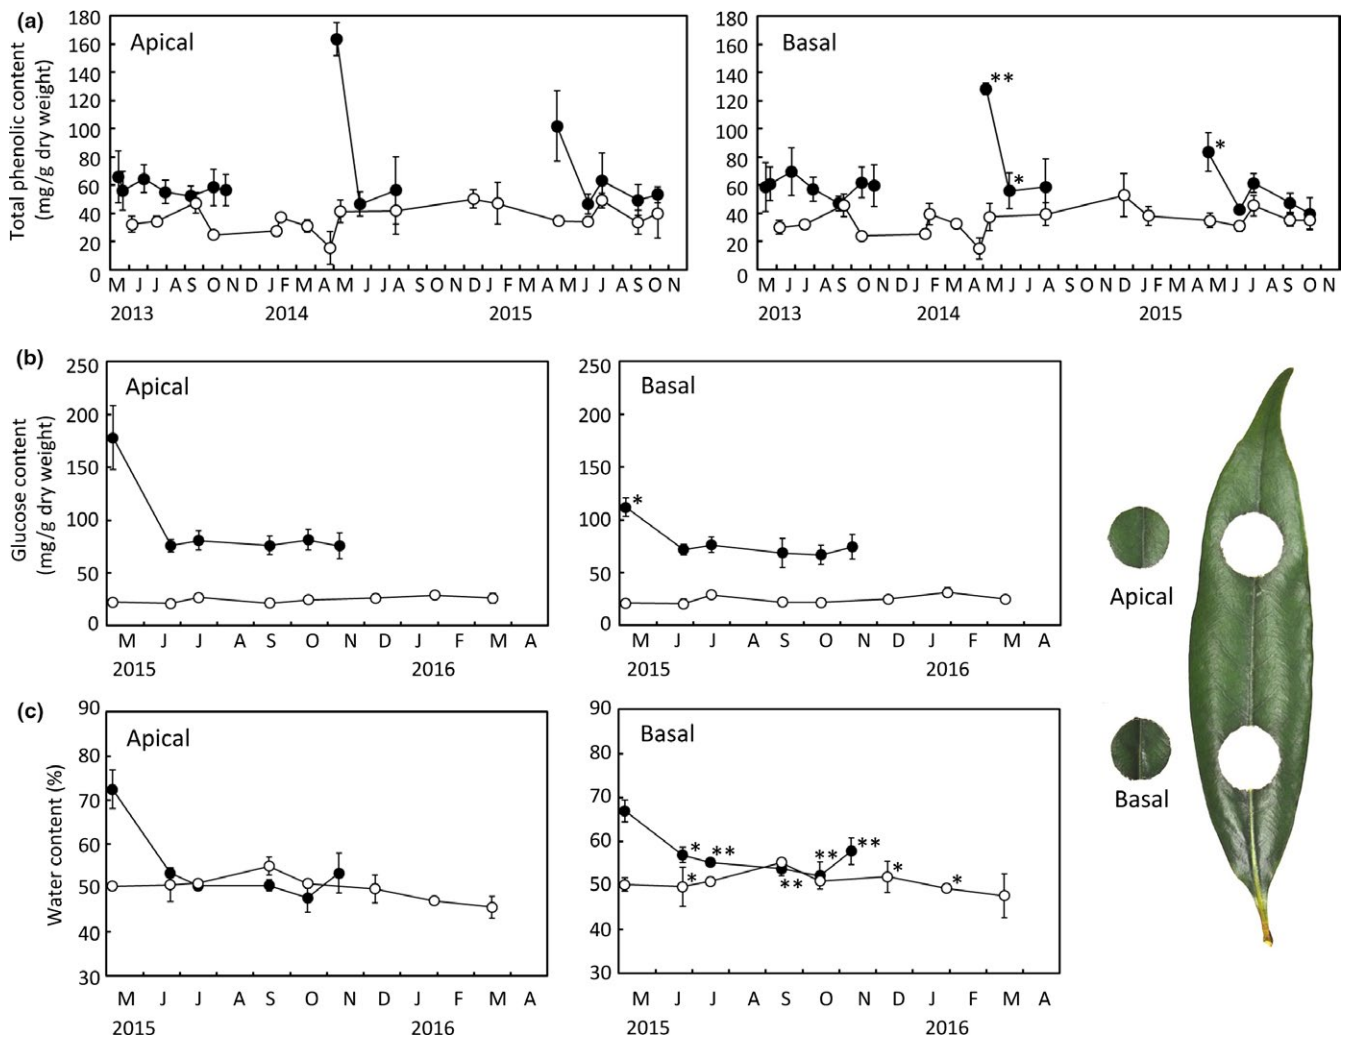 (a)
Total phenolic content
(mg/g dry weight)
180
160
140
120
100
80
60
40
20
0
Apical
M J J A S O N D J F M A M J J A S O N D J F M A M J J A S O N
2013 2014 2015
180
160
140
120
100
80
60
40
20
0
Basal
**
*
*
M J J A S O N D J F M A M J J A S O N D J F M A M J J A S O N
2013 2014 2015
(b)
Glucose content
(mg/g dry weight)
250
200
150
100
50
0
Apical
M J J A S O N D J F M A
2015 2016
250
200
150
100
50
0
Basal
*
M J J A S O N D J F M A
2015 2016
Apical
Basal
(c)
Water content (%)
90
80
70
60
50
40
30
Apical
M J J A S O N D J F M A
2015 2016
90
80
70
60
50
40
30
Basal
* ** ** **
* ** * *
M J J A S O N D J F M A
2015 2016